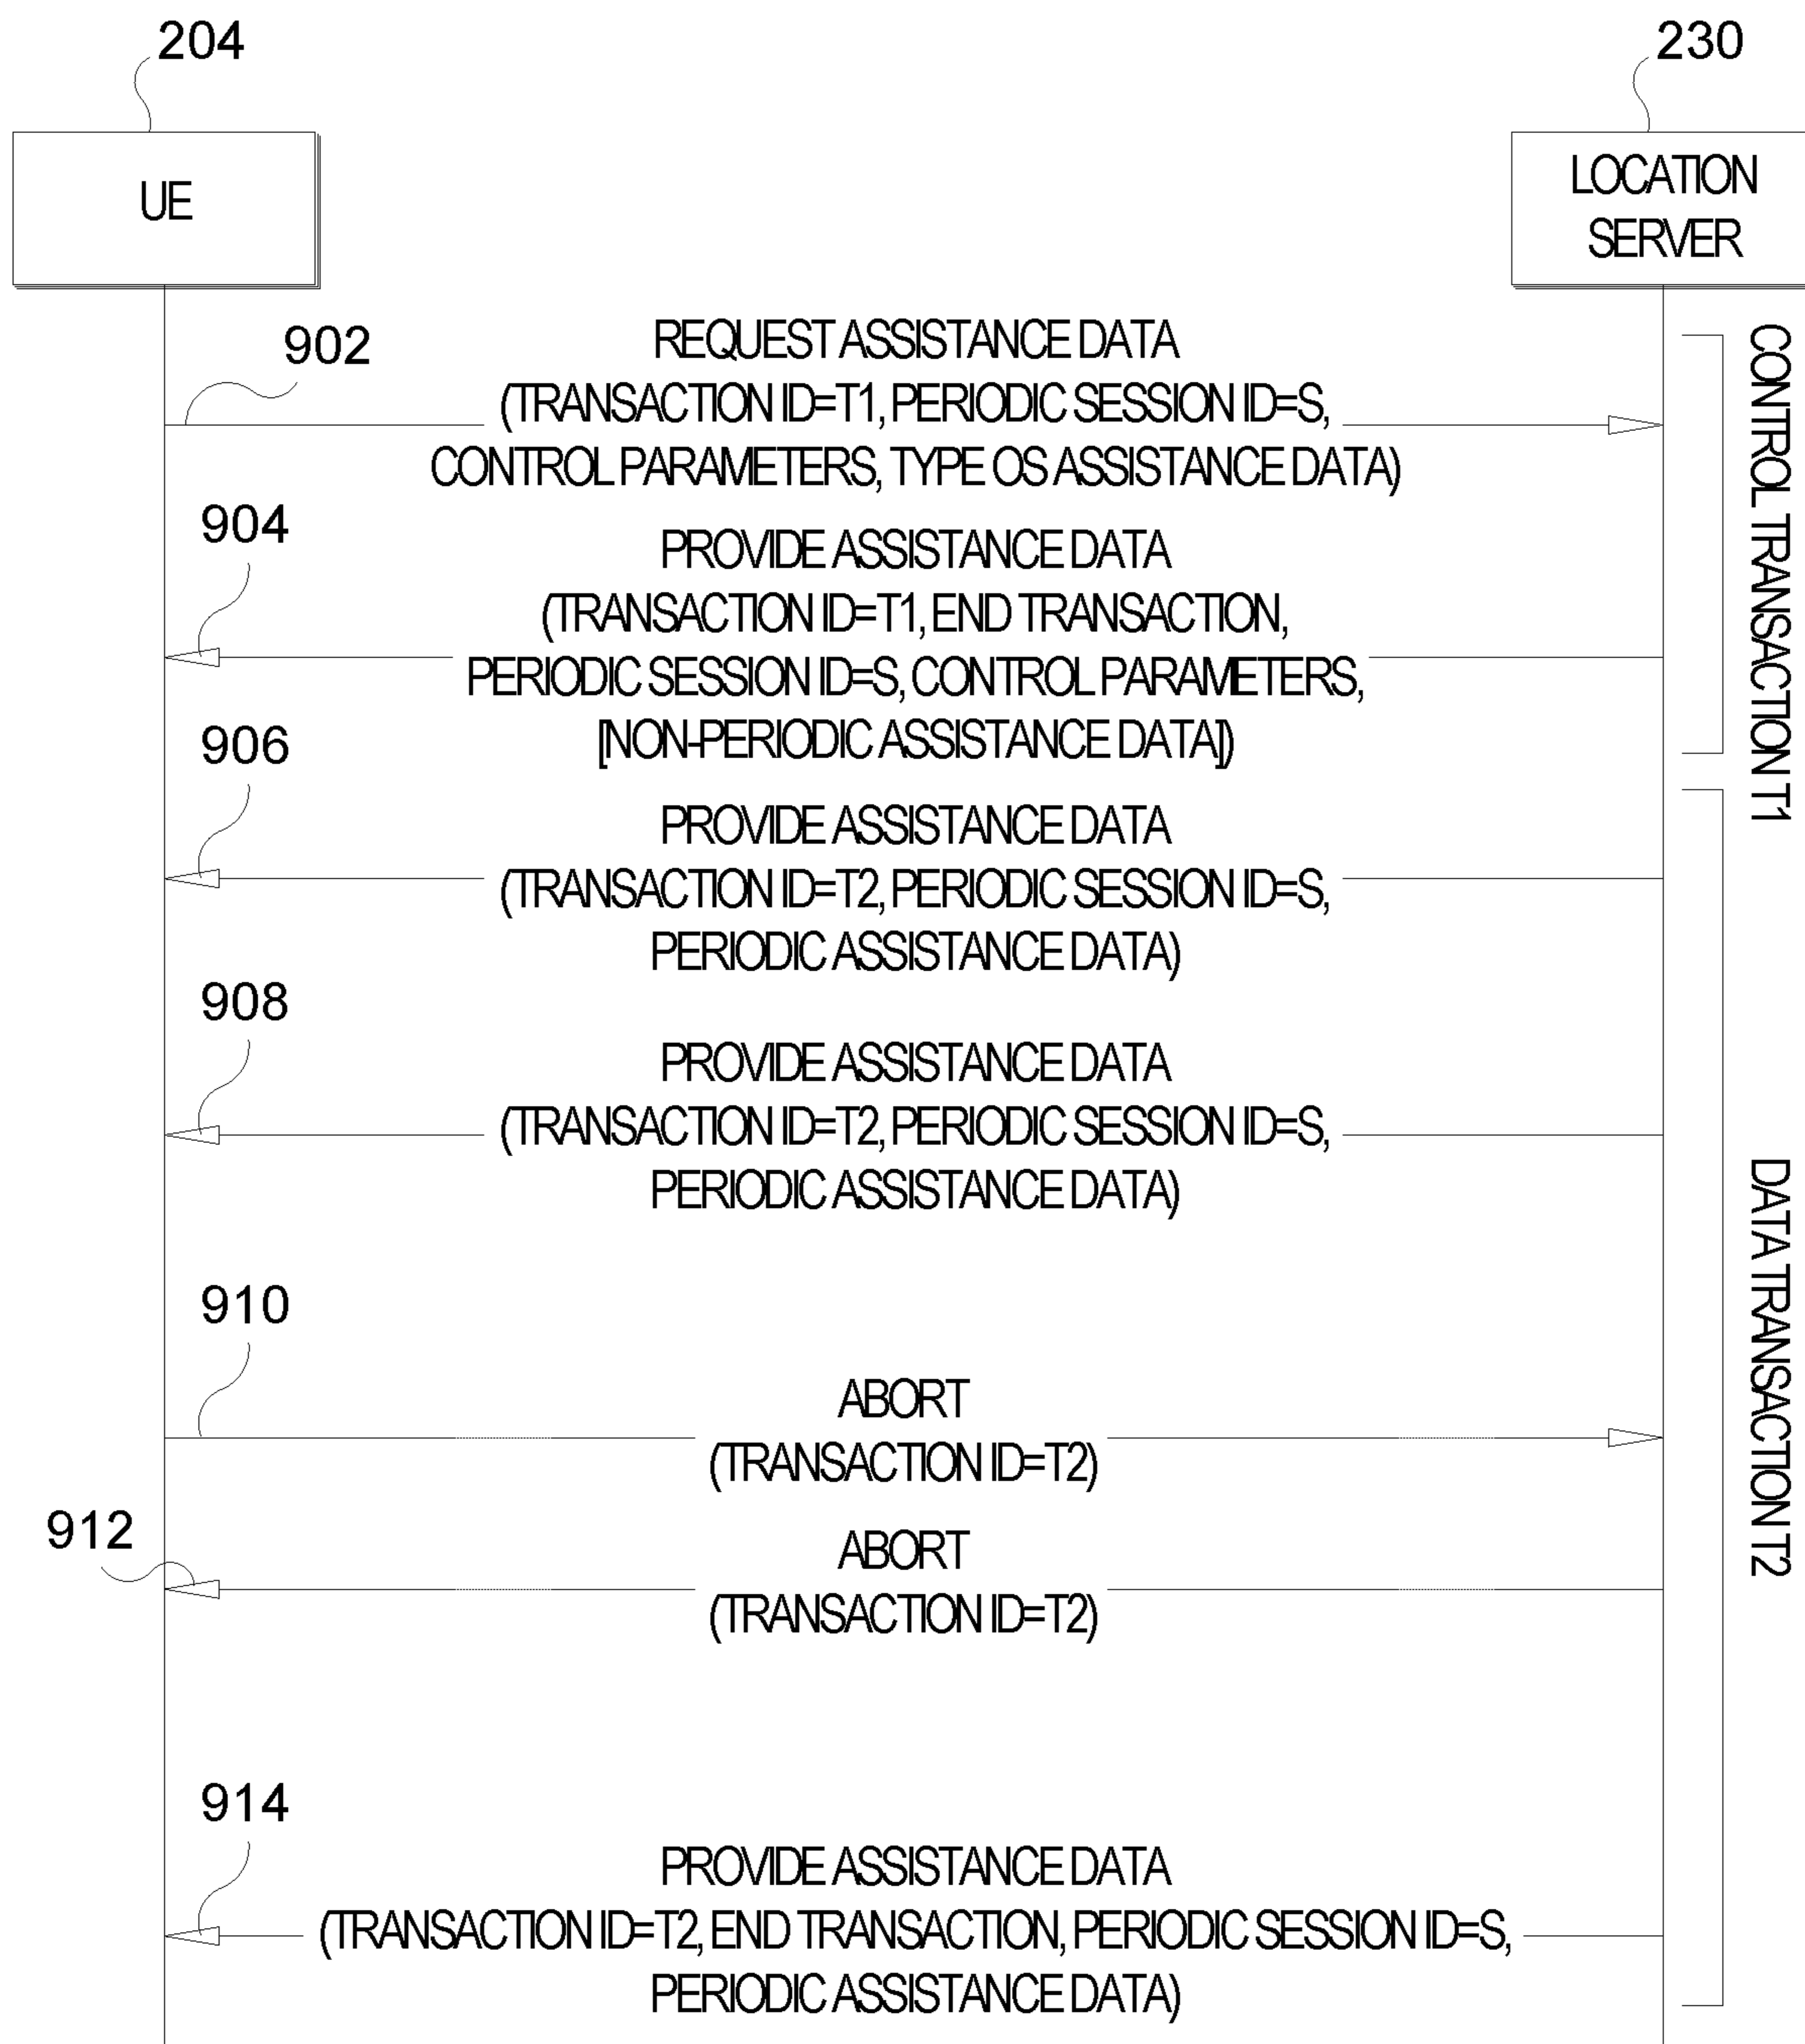 204
230
UE
LOCATION
SERVER
902
REQUEST ASSISTANCE DATA
(TRANSACTION ID=T1, PERIODIC SESSION ID=S,
CONTROL PARAMETERS, TYPE OS ASSISTANCE DATA)
CONTROL TRANSACTION T1
904
PROVIDE ASSISTANCE DATA
(TRANSACTION ID=T1, END TRANSACTION,
PERIODIC SESSION ID=S, CONTROL PARAMETERS,
[NON-PERIODIC ASSISTANCE DATA])
906
PROVIDE ASSISTANCE DATA
(TRANSACTION ID=T2, PERIODIC SESSION ID=S,
PERIODIC ASSISTANCE DATA)
908
PROVIDE ASSISTANCE DATA
(TRANSACTION ID=T2, PERIODIC SESSION ID=S,
PERIODIC ASSISTANCE DATA)
DATA TRANSACTION T2
910
ABORT
(TRANSACTION ID=T2)
912
ABORT
(TRANSACTION ID=T2)
914
PROVIDE ASSISTANCE DATA
(TRANSACTION ID=T2, END TRANSACTION, PERIODIC SESSION ID=S,
PERIODIC ASSISTANCE DATA)